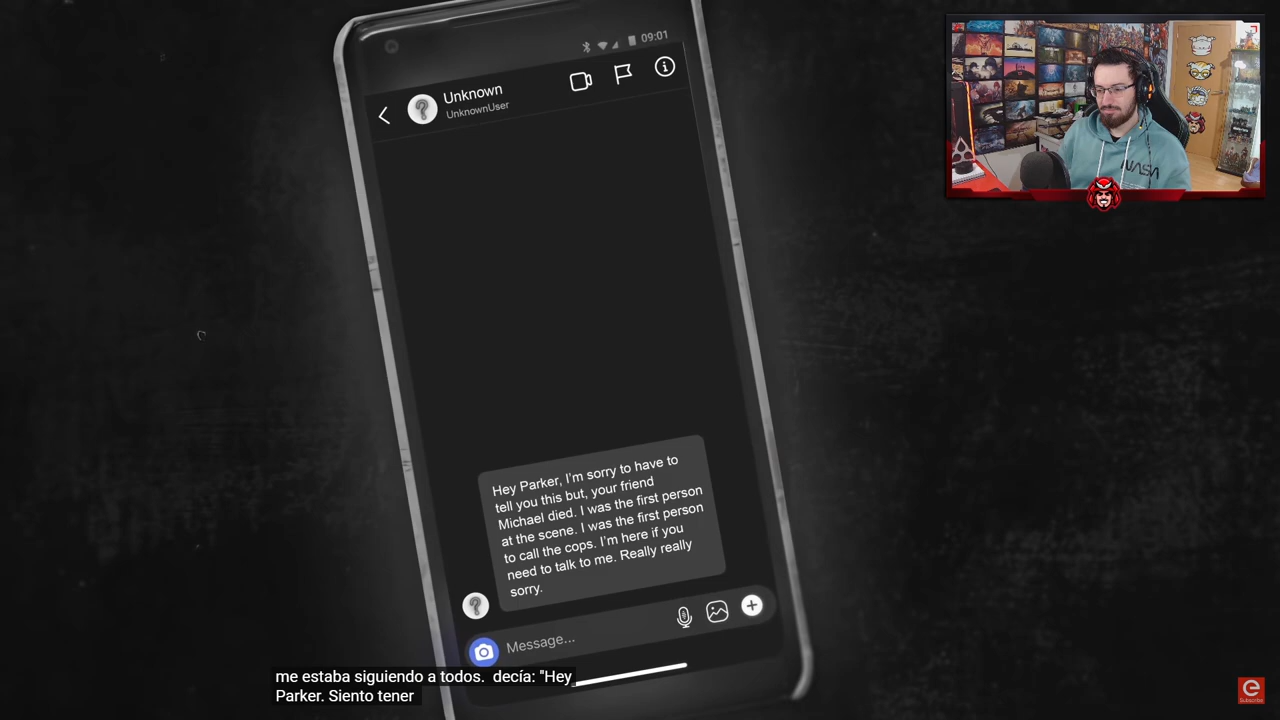 09:01
Unknown
UnknownUser
Hey Parker, I'm sorry to have to
tell you this but, your friend
Michael died. I was the first person
at the scene. I was the first person
to call the cops. I'm here if you
need to talk to me. Really really
sorry.
Message...
me estaba siguiendo a todos.  decía: "Hey
Parker. Siento tener
NASA
e
Subscribe